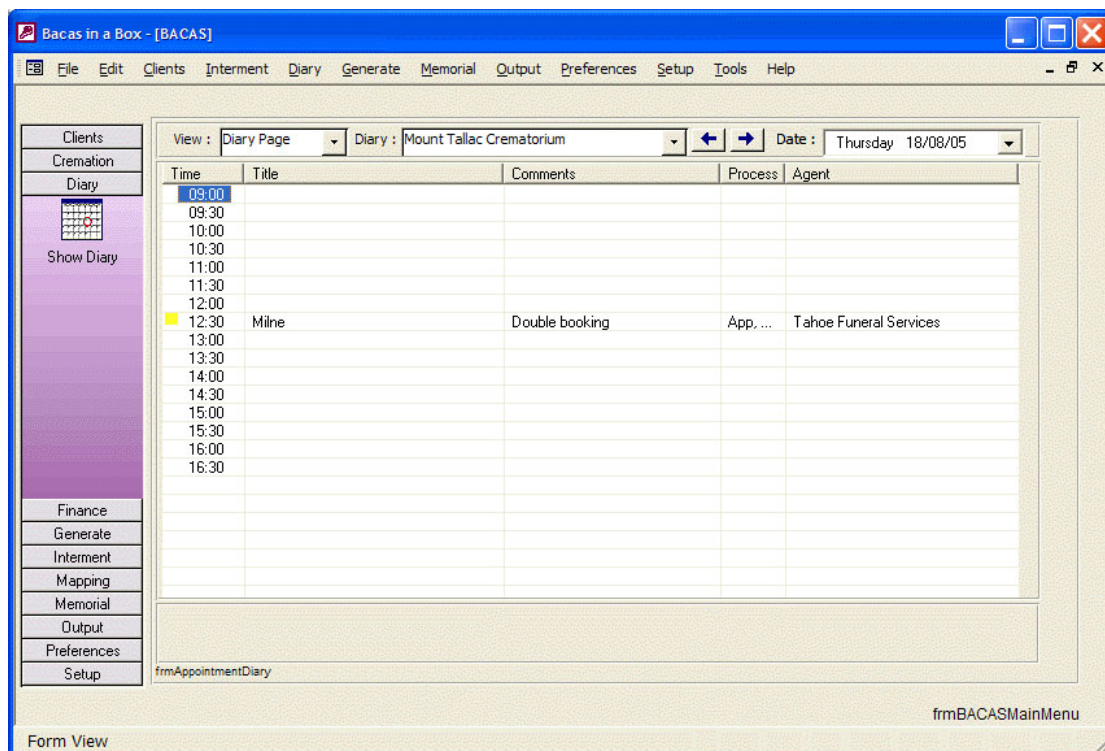 Bacas in a Box - [BACAS]
File Edit Clients Interment Diary Generate Memorial Output Preferences Setup Tools Help
Clients
Cremation
Diary
Show Diary
Finance
Generate
Interment
Mapping
Memorial
Output
Preferences
Setup
View : Diary Page Diary : Mount Tallac Crematorium Date : Thursday 18/08/05
Time Title Comments Process Agent
09:00
09:30
10:00
10:30
11:00
11:30
12:00
12:30 Milne Double booking App, ... Tahoe Funeral Services
13:00
13:30
14:00
14:30
15:00
15:30
16:00
16:30
frmAppointmentDiary
frmBACASMainMenu
Form View